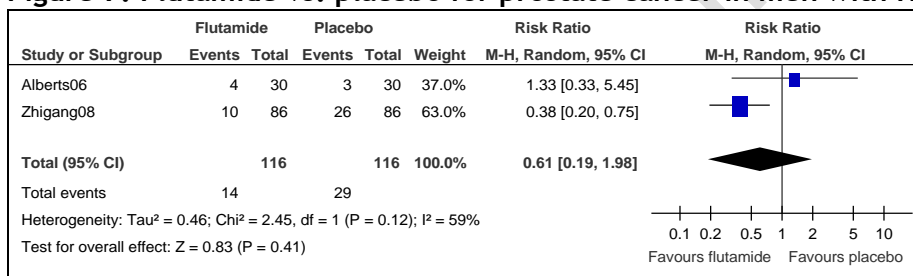 Flutamide Placebo Risk Ratio Risk Ratio
Study or Subgroup Events Total Events Total Weight M-H, Random, 95% CI M-H, Random, 95% CI
Alberts06 4 30 3 30 37.0% 1.33 [0.33, 5.45]
Zhigang08 10 86 26 86 63.0% 0.38 [0.20, 0.75]
Total (95% CI) 116 116 100.0% 0.61 [0.19, 1.98]
Total events 14 29
Heterogeneity: Tau² = 0.46; Chi² = 2.45, df = 1 (P = 0.12); I² = 59%
Test for overall effect: Z = 0.83 (P = 0.41)
0.1 0.2 0.5 1 2 5 10
Favours flutamide Favours placebo